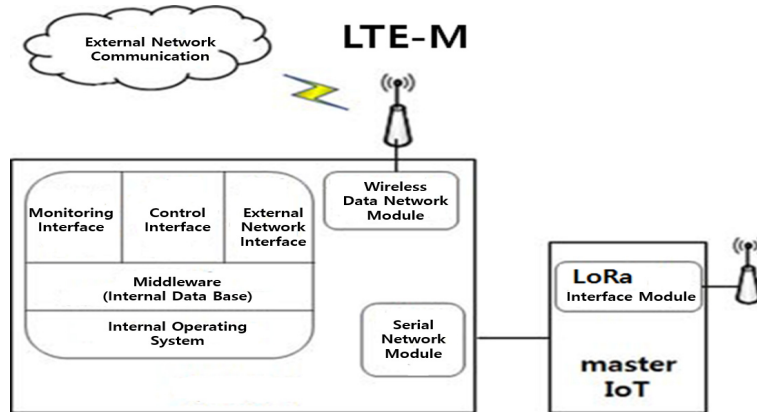 External Network
Communication
LTE-M
Monitoring
Interface
Control
Interface
External
Network
Interface
Wireless
Data Network
Module
Middleware
(Internal Data Base)
Internal Operating
System
Serial
Network
Module
LoRa
Interface Module
master
IoT